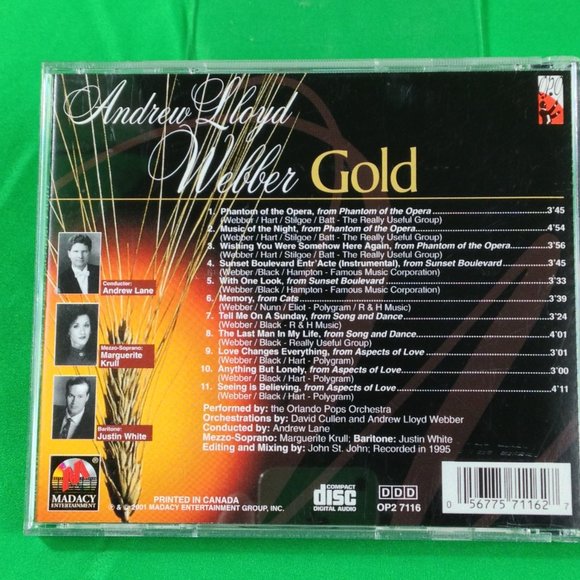 Andrew Lloyd
Webber Gold
OPO
1. Phantom of the Opera, from Phantom of the Opera 3'45
(Webber / Hart / Stilgoe / Batt - The Really Useful Group)
2. Music of the Night, from Phantom of the Opera 4'54
(Webber / Hart / Stilgoe / Batt - The Really Useful Group)
3. Wishing You Were Somehow Here Again, from Phantom of the Opera 3'56
(Webber / Hart / Stilgoe / Batt - The Really Useful Group)
4. Sunset Boulevard Entr'Acte (Instrumental), from Sunset Boulevard 3'45
(Webber /Black / Hampton - Famous Music Corporation)
5. With One Look, from Sunset Boulevard 3'33
(Webber /Black / Hampton - Famous Music Corporation)
6. Memory, from Cats 3'39
(Webber / Nunn / Eliot - Polygram / R & H Music)
7. Tell Me On A Sunday, from Song and Dance 3'24
(Webber / Black - R & H Music)
8. The Last Man In My Life, from Song and Dance 4'01
(Webber / Black - Really Useful Group)
9. Love Changes Everything, from Aspects of Love 3'01
(Webber / Black / Hart - Polygram)
10. Anything But Lonely, from Aspects of Love 3'00
(Webber / Black / Hart - Polygram)
11. Seeing is Believing, from Aspects of Love 4'11
(Webber / Black / Hart - Polygram)
Conductor:
Andrew Lane
Mezzo-Soprano:
Marguerite
Krull
Baritone:
Justin White
Performed by: the Orlando Pops Orchestra
Orchestrations by: David Cullen and Andrew Lloyd Webber
Conducted by: Andrew Lane
Mezzo-Soprano: Marguerite Krull; Baritone: Justin White
Editing and Mixing by: John St. John; Recorded in 1995
MADACY
ENTERTAINMENT
PRINTED IN CANADA
℗ & © 2001 MADACY ENTERTAINMENT GROUP, INC.
COMPACT
disc
DIGITAL AUDIO
DDD
OP2 7116
0 56775 71162 7